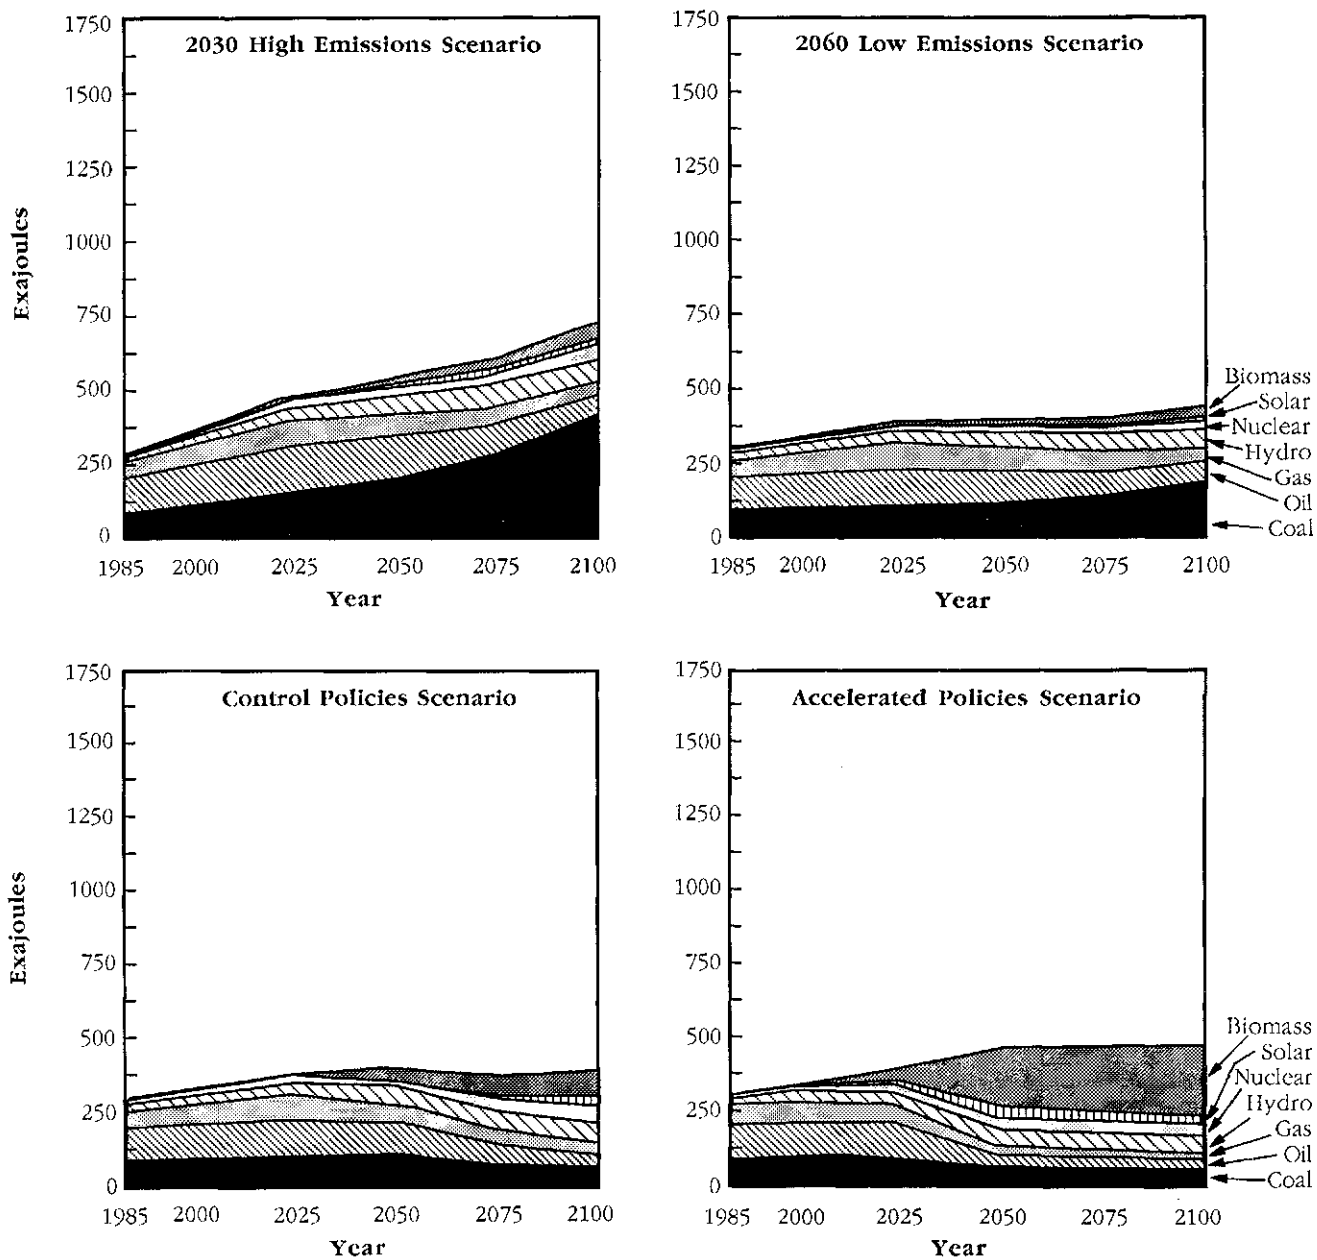 2030 High Emissions Scenario
1750
1500
1250
1000
750
500
250
0
Exajoules
1985 2000 2025 2050 2075 2100
Year
2060 Low Emissions Scenario
1750
1500
1250
1000
750
500
250
0
Biomass
Solar
Nuclear
Hydro
Gas
Oil
Coal
1985 2000 2025 2050 2075 2100
Year
Control Policies Scenario
1750
1500
1250
1000
750
500
250
0
Exajoules
1985 2000 2025 2050 2075 2100
Year
Accelerated Policies Scenario
1750
1500
1250
1000
750
500
250
0
Biomass
Solar
Nuclear
Hydro
Gas
Oil
Coal
1985 2000 2025 2050 2075 2100
Year